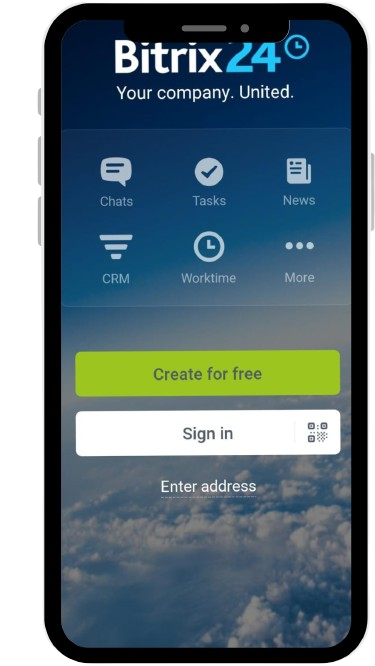 Bitrix24
Your company. United.
Chats Tasks News
CRM Worktime More
Create for free
Sign in
Enter address